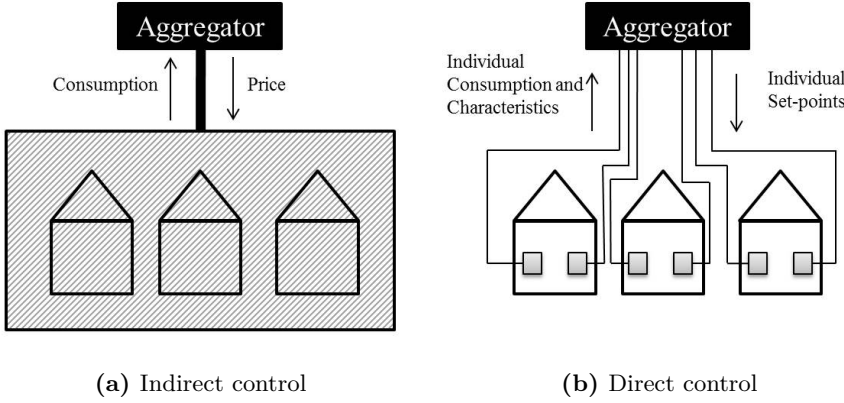 Aggregator
Consumption
Price
(a) Indirect control
Aggregator
Individual
Consumption and
Characteristics
Individual
Set-points
(b) Direct control